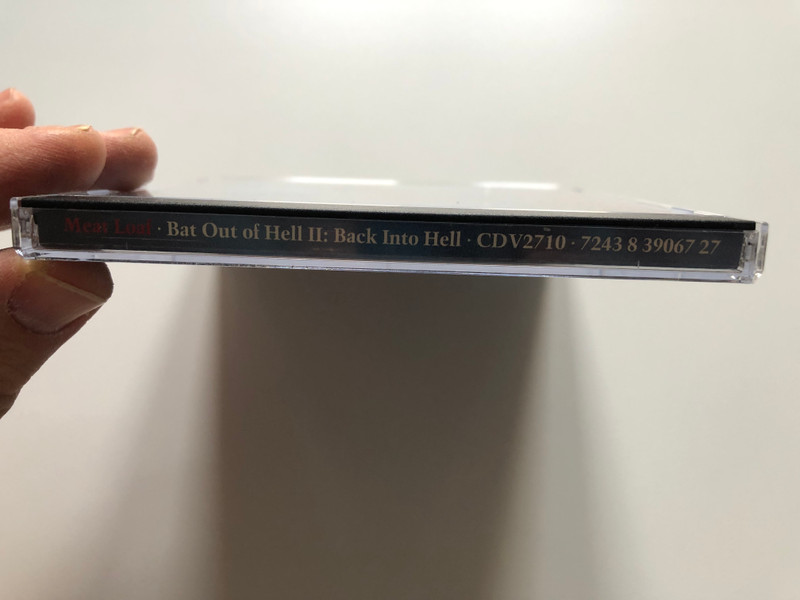 Meat Loaf · Bat Out of Hell II: Back Into Hell · CDV2710 · 7243 8 39067 27